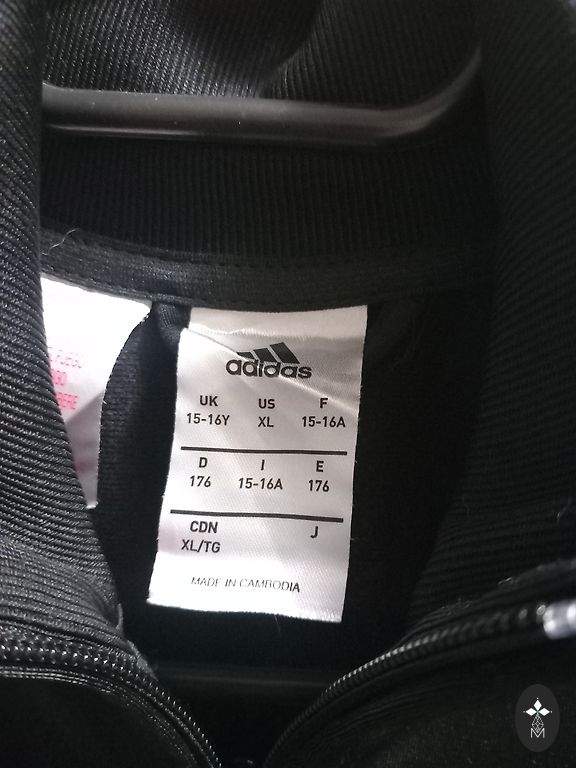 adidas
UK US F
15-16Y XL 15-16A
D I E
176 15-16A 176
CDN J
XL/TG
MADE IN CAMBODIA
M